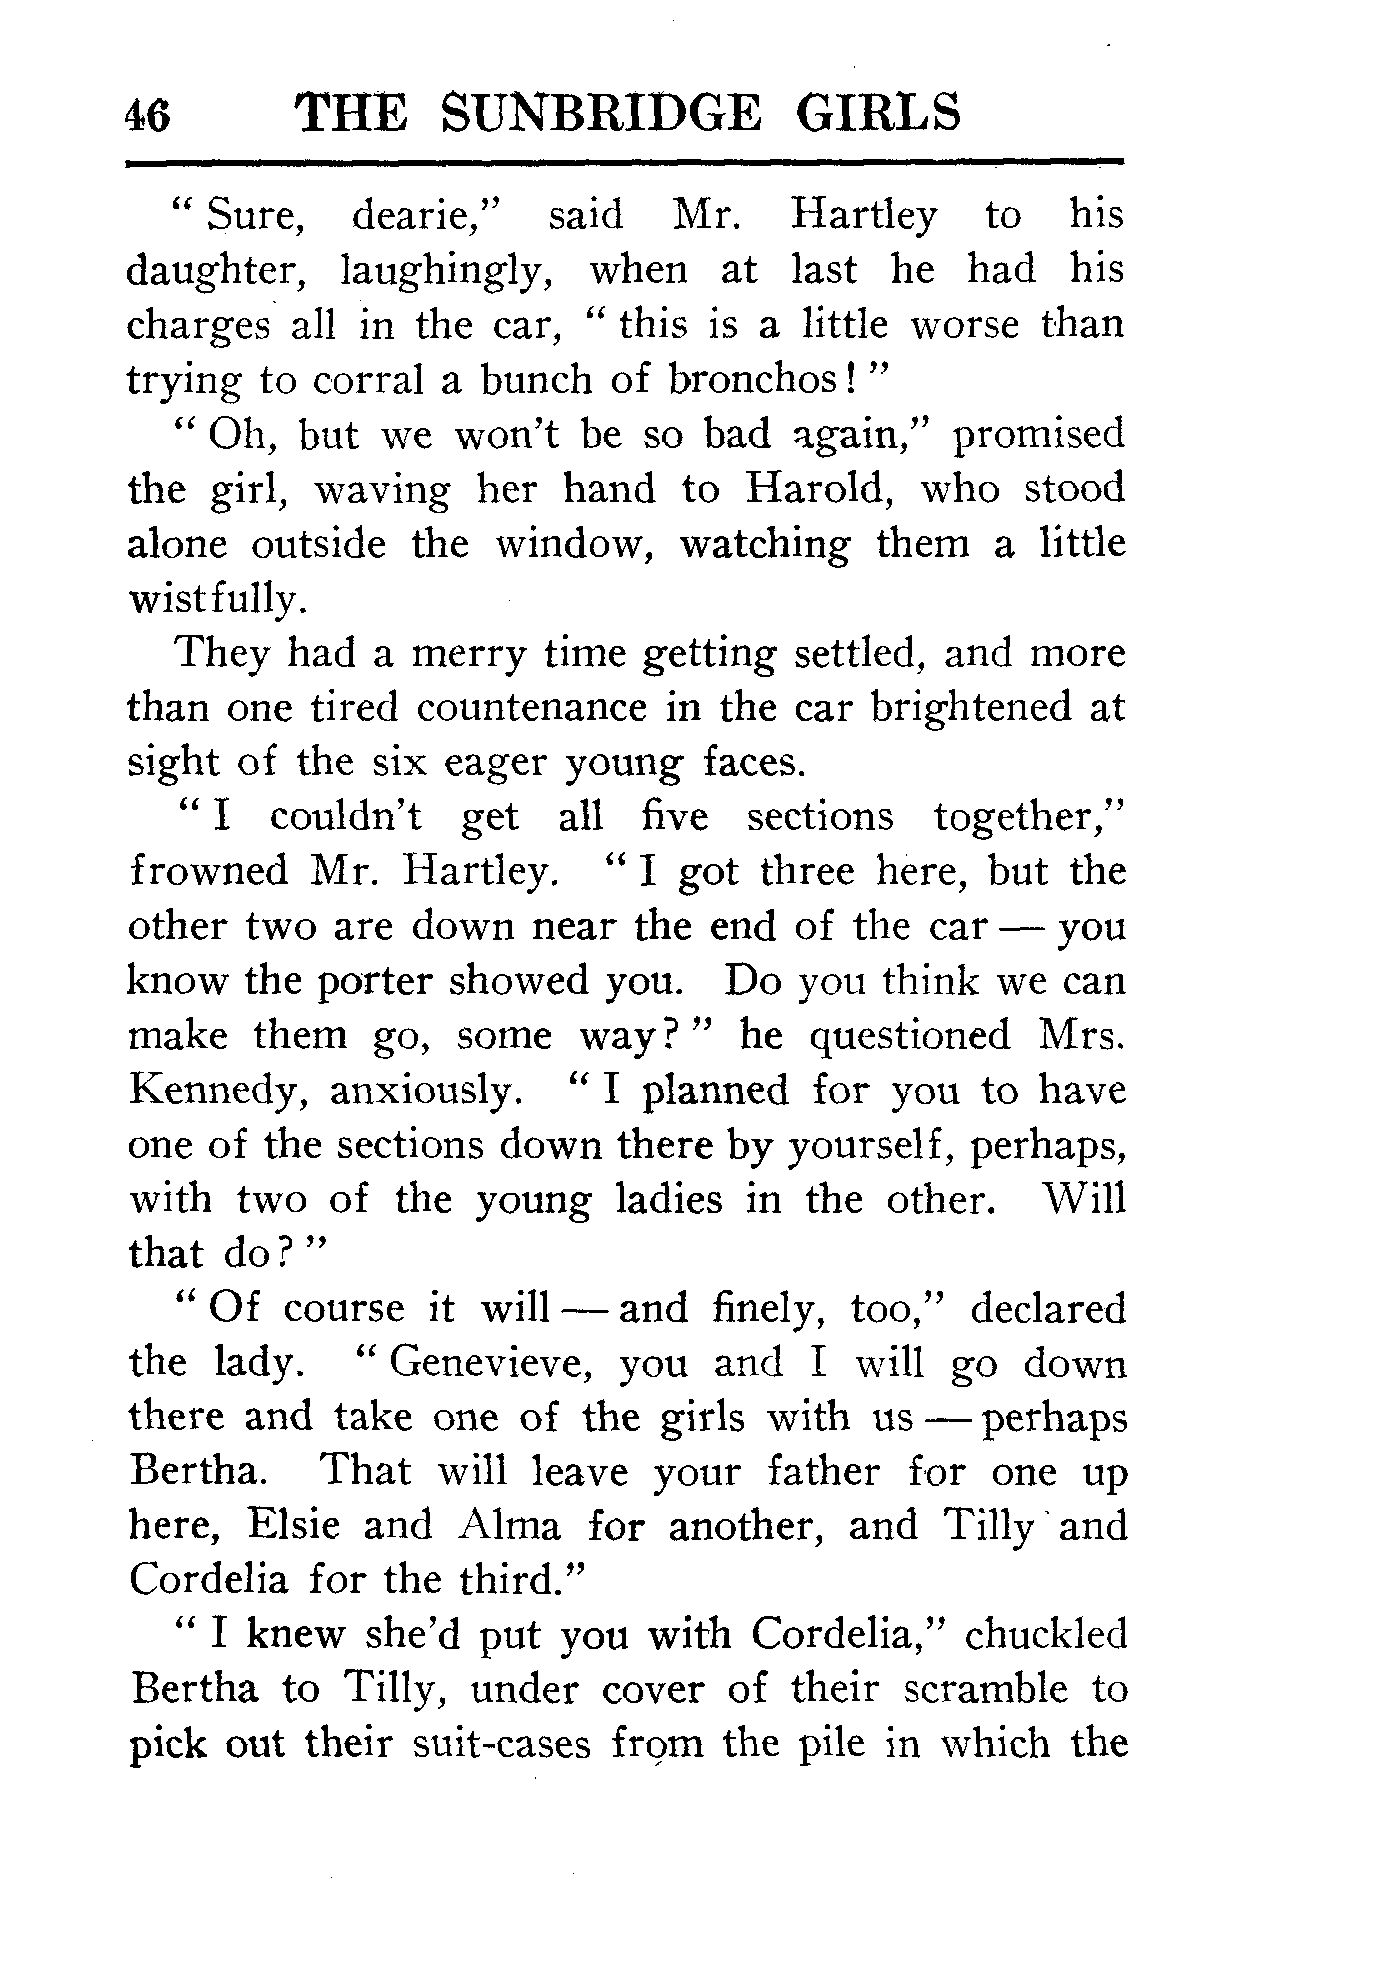 46 THE SUNBRIDGE GIRLS
“ Sure, dearie,” said Mr. Hartley to his
daughter, laughingly, when at last he had his
charges all in the car, “ this is a little worse than
trying to corral a bunch of bronchos! ”
“ Oh, but we won’t be so bad again,” promised
the girl, waving her hand to Harold, who stood
alone outside the window, watching them a little
wistfully.
They had a merry time getting settled, and more
than one tired countenance in the car brightened at
sight of the six eager young faces.
“ I couldn’t get all five sections together,”
frowned Mr. Hartley. “ I got three here, but the
other two are down near the end of the car — you
know the porter showed you. Do you think we can
make them go, some way? ” he questioned Mrs.
Kennedy, anxiously. “ I planned for you to have
one of the sections down there by yourself, perhaps,
with two of the young ladies in the other. Will
that do? ”
“ Of course it will — and finely, too,” declared
the lady. “ Genevieve, you and I will go down
there and take one of the girls with us — perhaps
Bertha. That will leave your father for one up
here, Elsie and Alma for another, and Tilly and
Cordelia for the third.”
“ I knew she’d put you with Cordelia,” chuckled
Bertha to Tilly, under cover of their scramble to
pick out their suit-cases from the pile in which the